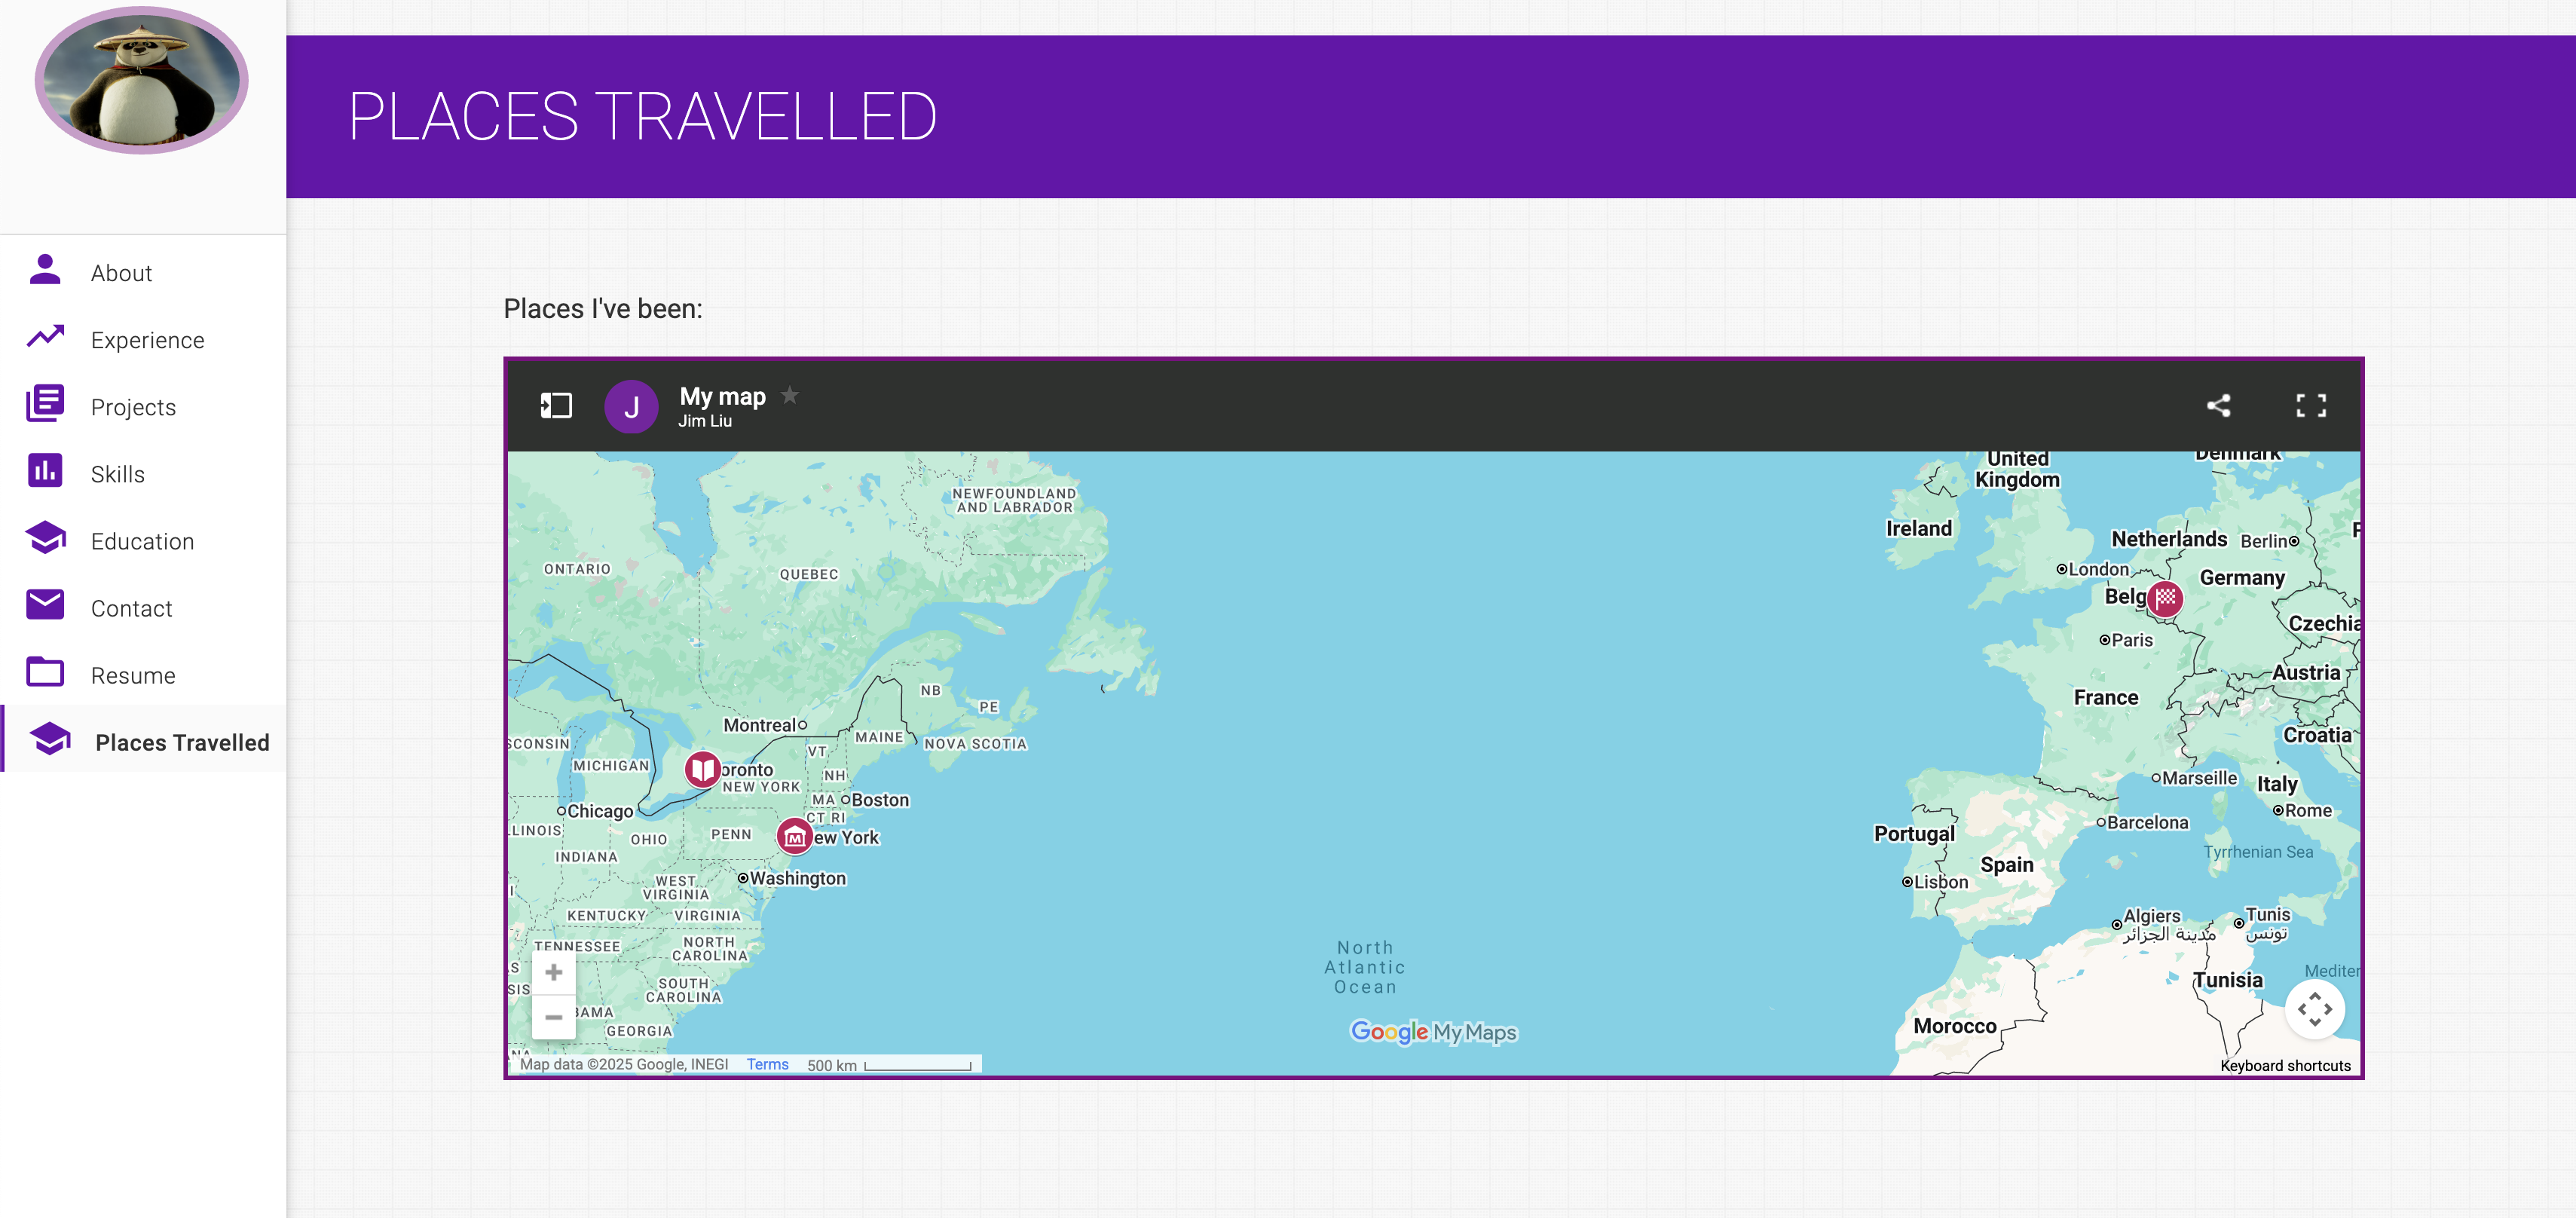 PLACES TRAVELLED
About
Experience
Projects
Skills
Education
Contact
Resume
Places Travelled
Places I've been:
J
My map
Jim Liu
United
Kingdom
Denmark
NEWFOUNDLAND
AND LABRADOR
Ireland
Netherlands
Berlin
ONTARIO
QUEBEC
London
Germany
Belg
Czechia
Paris
Austria
France
NB
PE
Montreal
MAINE
NOVA SCOTIA
SCONSIN
VT
Croatia
MICHIGAN
oronto
NH
NEW YORK
Marseille
Italy
MA
Boston
Chicago
CT RI
Rome
LLINOIS
OHIO
PENN
M
ew York
Barcelona
Portugal
INDIANA
Tyrrhenian Sea
Spain
Washington
WEST
VIRGINIA
Lisbon
KENTUCKY
VIRGINIA
Algiers
مدينة الجزائر
Tunis
تونس
TENNESSEE
NORTH
CAROLINA
North
Atlantic
Ocean
Mediter
Tunisia
SOUTH
CAROLINA
BAMA
GEORGIA
Morocco
Google My Maps
Map data ©2025 Google, INEGI
Terms
500 km
Keyboard shortcuts